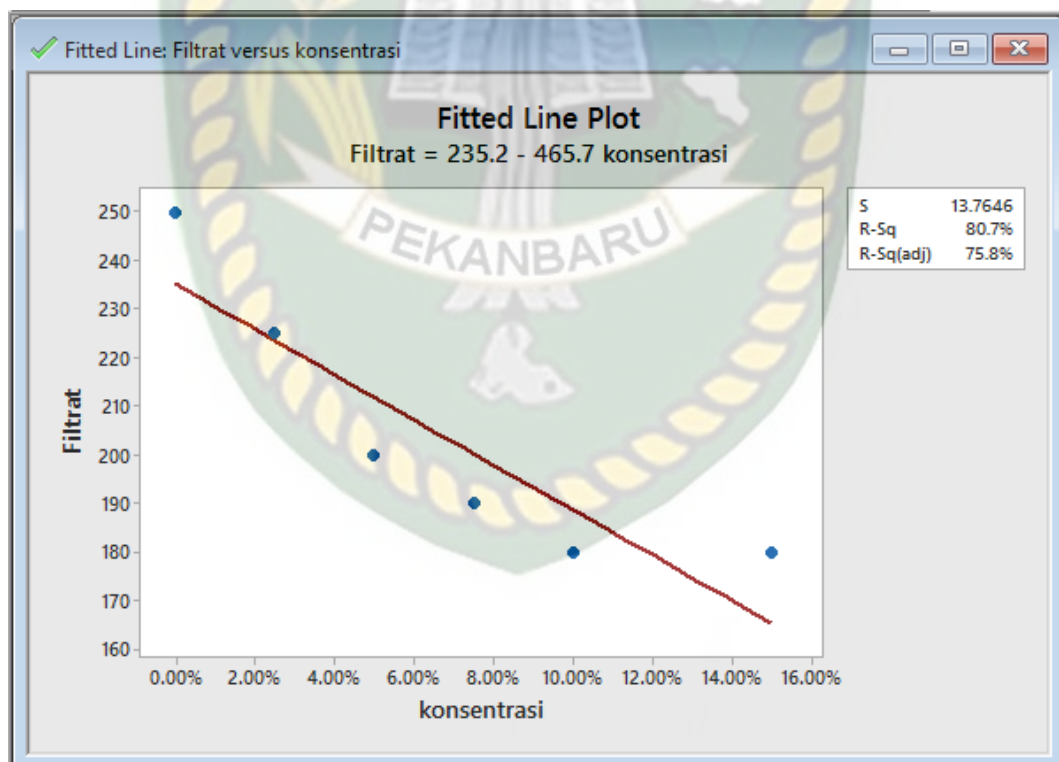 Fitted Line: Filtrat versus konsentrasi
Fitted Line Plot
Filtrat = 235.2 - 465.7 konsentrasi
S 13.7646
R-Sq 80.7%
R-Sq(adj) 75.8%
PEKANBARU
Filtrat
250
240
230
220
210
200
190
180
170
160
0.00% 2.00% 4.00% 6.00% 8.00% 10.00% 12.00% 14.00% 16.00%
konsentrasi